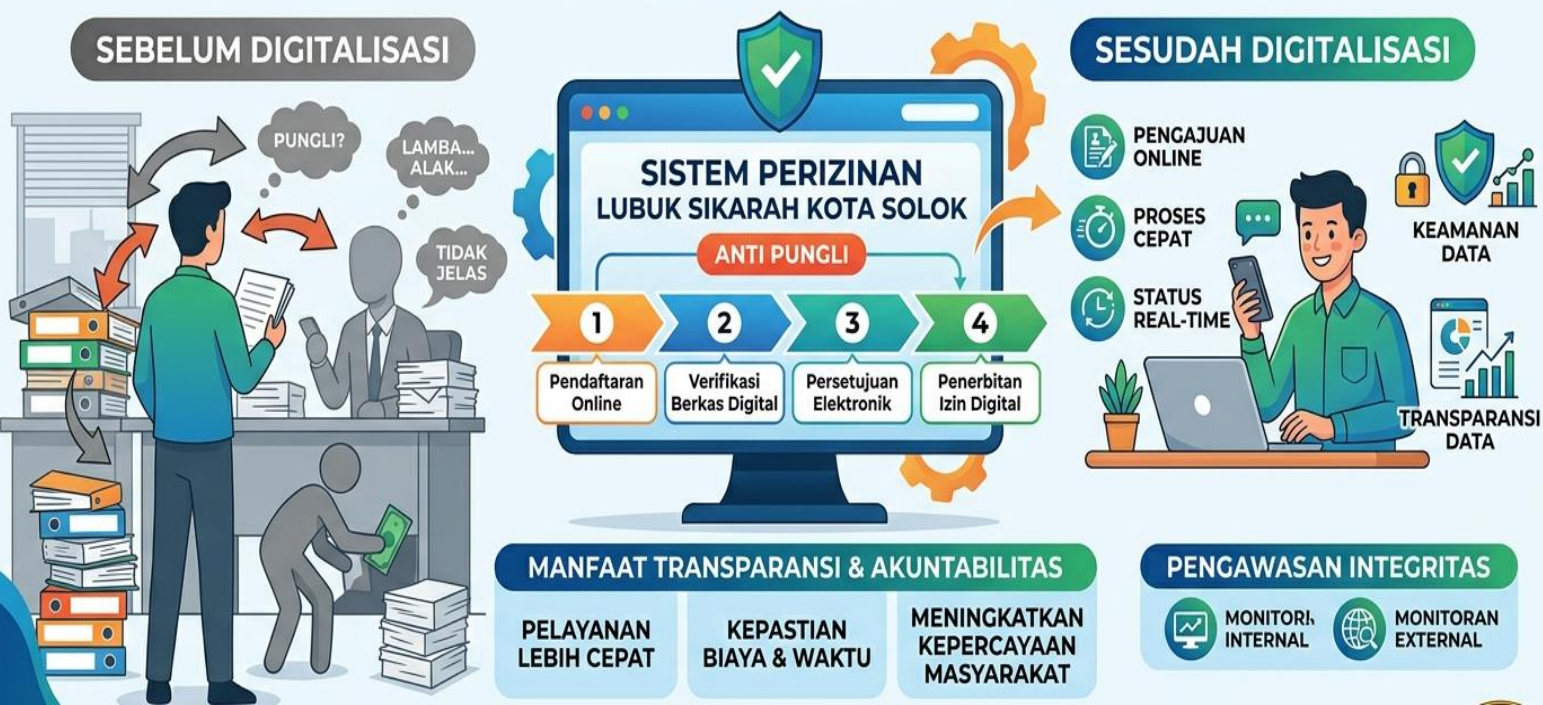 SEBELUM DIGITALISASI
PUNGLI?
LAMBA...
ALAK...
TIDAK
JELAS
SISTEM PERIZINAN
LUBUK SIKARAH KOTA SOLOK
ANTI PUNGLI
1
2
3
4
Pendaftaran
Online
Verifikasi
Berkas Digital
Persetujuan
Elektronik
Penerbitan
Izin Digital
SESUDAH DIGITALISASI
PENGAJUAN
ONLINE
PROSES
CEPAT
STATUS
REAL-TIME
KEAMANAN
DATA
TRANSPARANSI
DATA
MANFAAT TRANSPARANSI & AKUNTABILITAS
PELAYANAN
LEBIH CEPAT
KEPASTIAN
BIAYA & WAKTU
MENINGKATKAN
KEPERCAYAAN
MASYARAKAT
PENGAWASAN INTEGRITAS
INTERNAL
MONITORAN
EXTERNAL